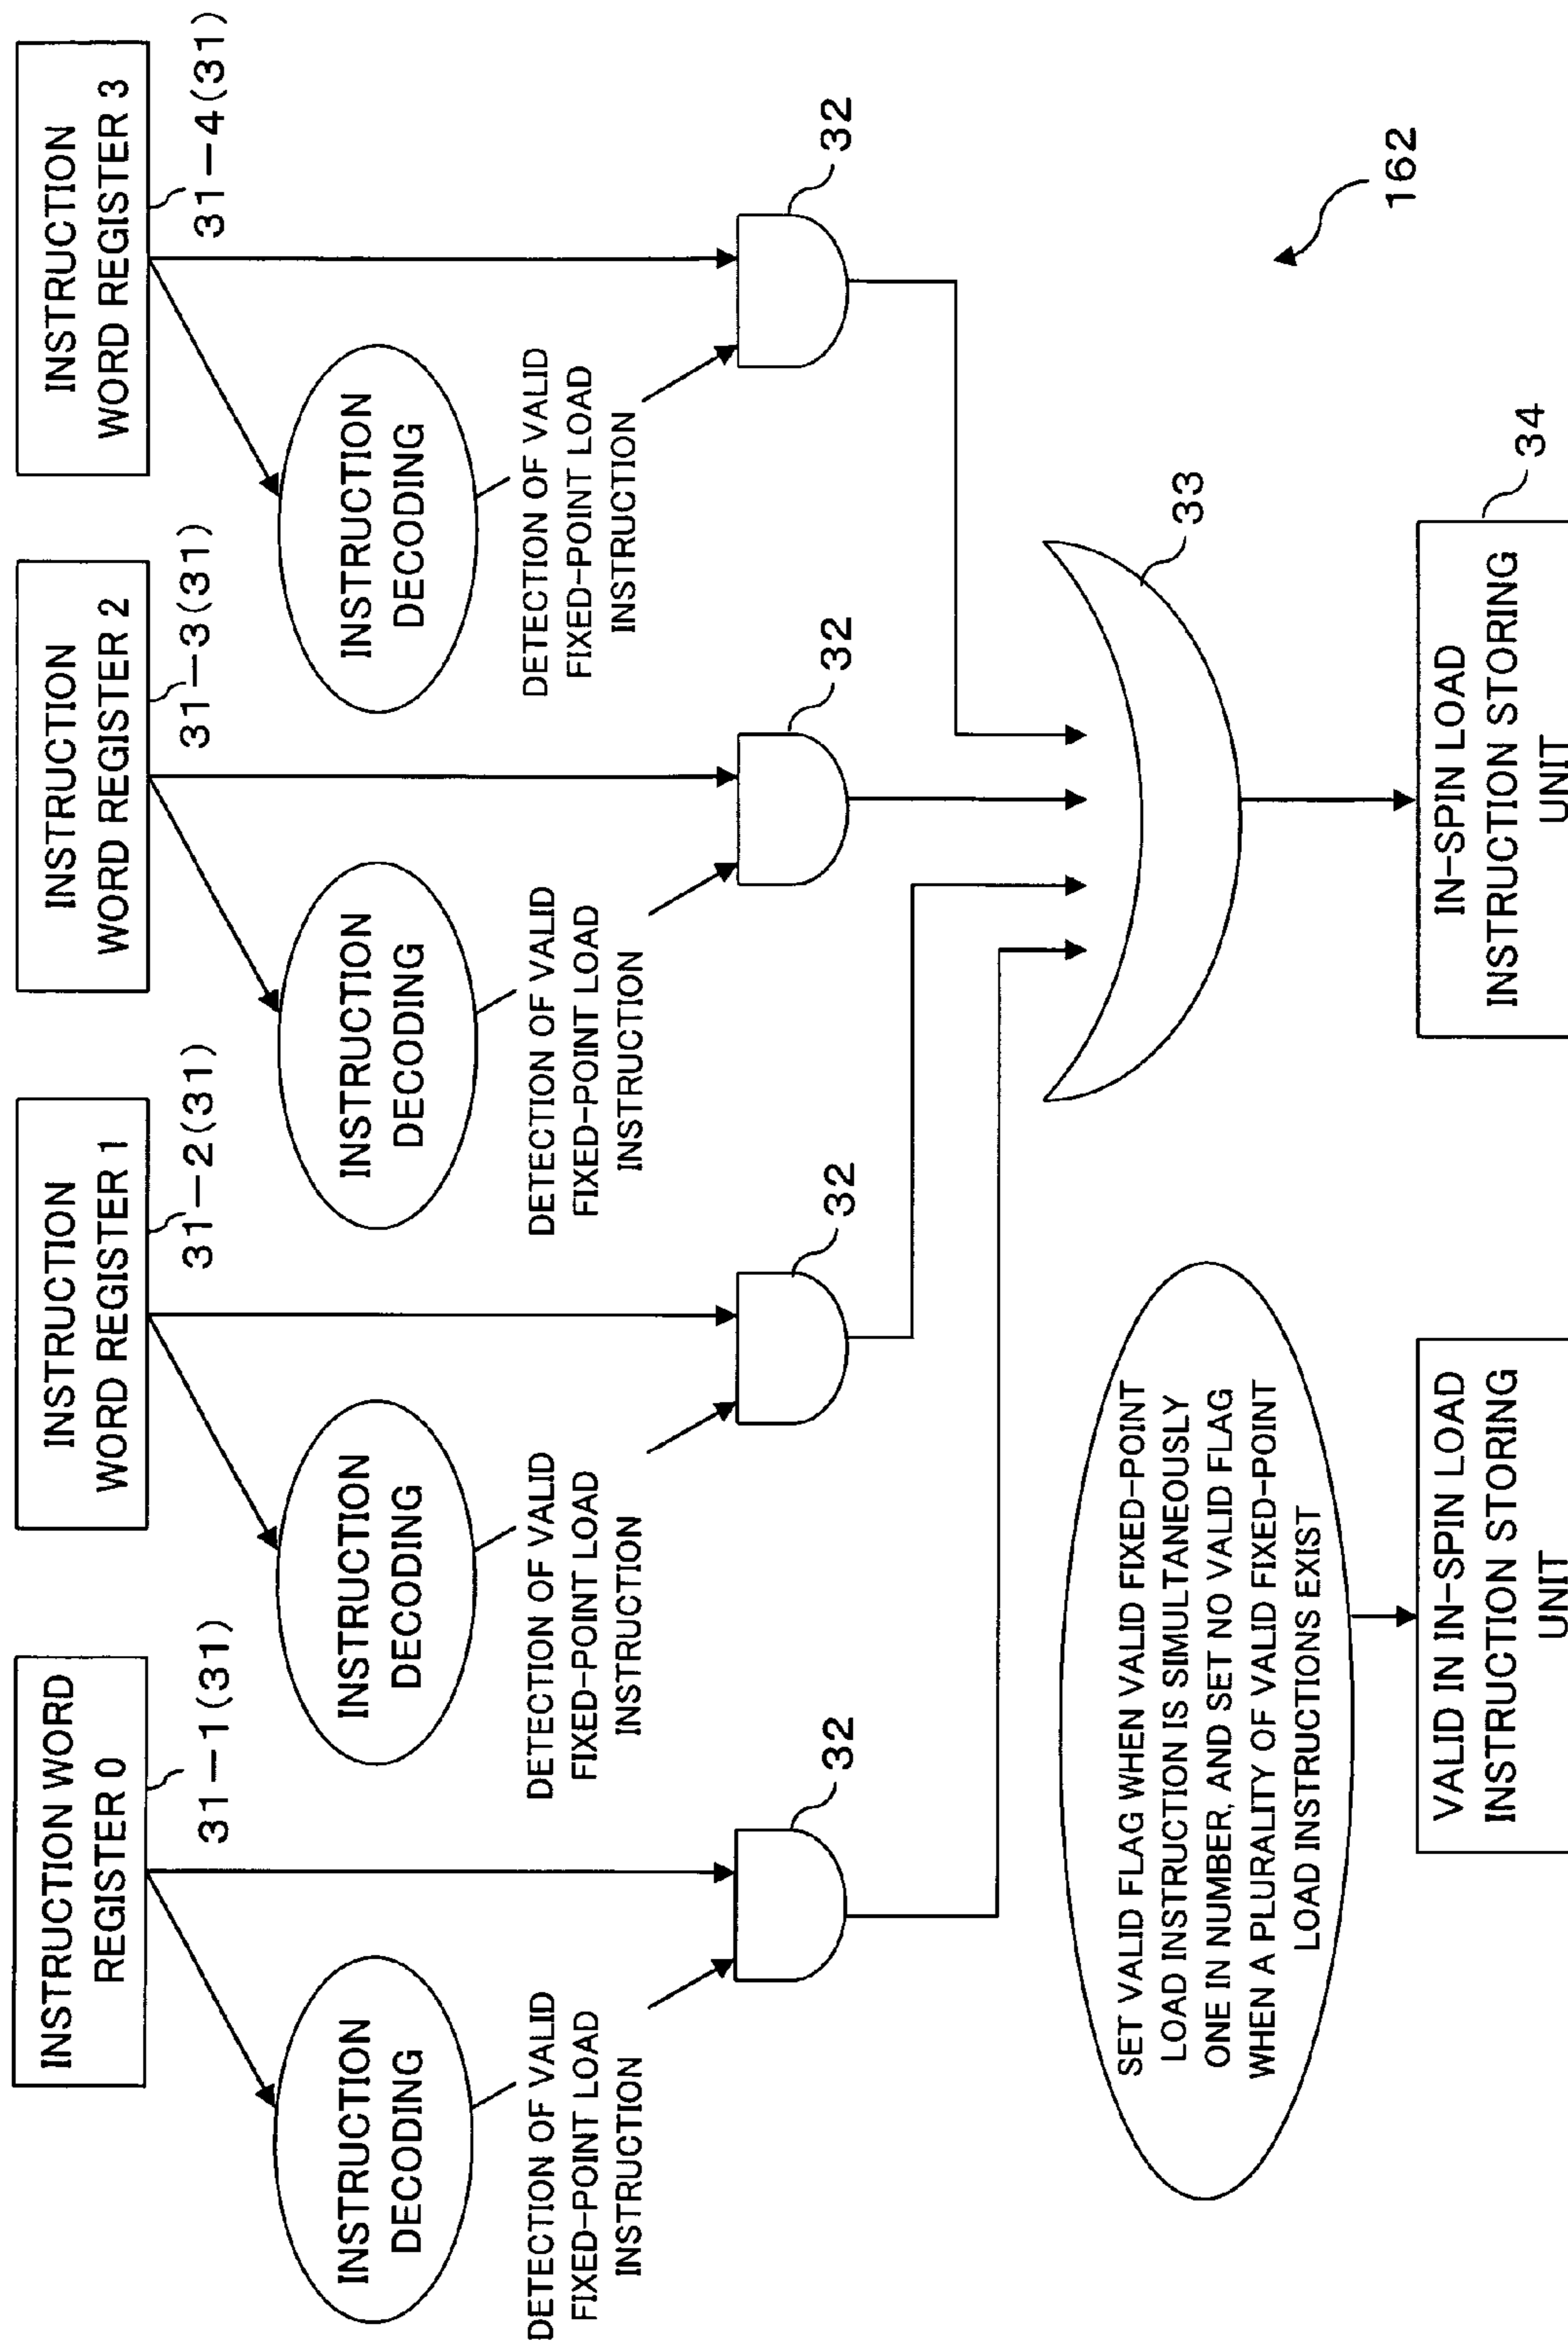 INSTRUCTION WORD
REGISTER 0
31-1(31)
INSTRUCTION
WORD REGISTER 1
31-2(31)
INSTRUCTION
WORD REGISTER 2
31-3(31)
INSTRUCTION
WORD REGISTER 3
31-4(31)
INSTRUCTION
DECODING
INSTRUCTION
DECODING
INSTRUCTION
DECODING
INSTRUCTION
DECODING
DETECTION OF VALID
FIXED-POINT LOAD
INSTRUCTION
DETECTION OF VALID
FIXED-POINT LOAD
INSTRUCTION
DETECTION OF VALID
FIXED-POINT LOAD
INSTRUCTION
DETECTION OF VALID
FIXED-POINT LOAD
INSTRUCTION
32
32
32
32
SET VALID FLAG WHEN VALID FIXED-POINT
LOAD INSTRUCTION IS SIMULTANEOUSLY
ONE IN NUMBER, AND SET NO VALID FLAG
WHEN A PLURALITY OF VALID FIXED-POINT
LOAD INSTRUCTIONS EXIST
33
162
VALID IN IN-SPIN LOAD
INSTRUCTION STORING
UNIT
IN-SPIN LOAD
INSTRUCTION STORING
UNIT
34